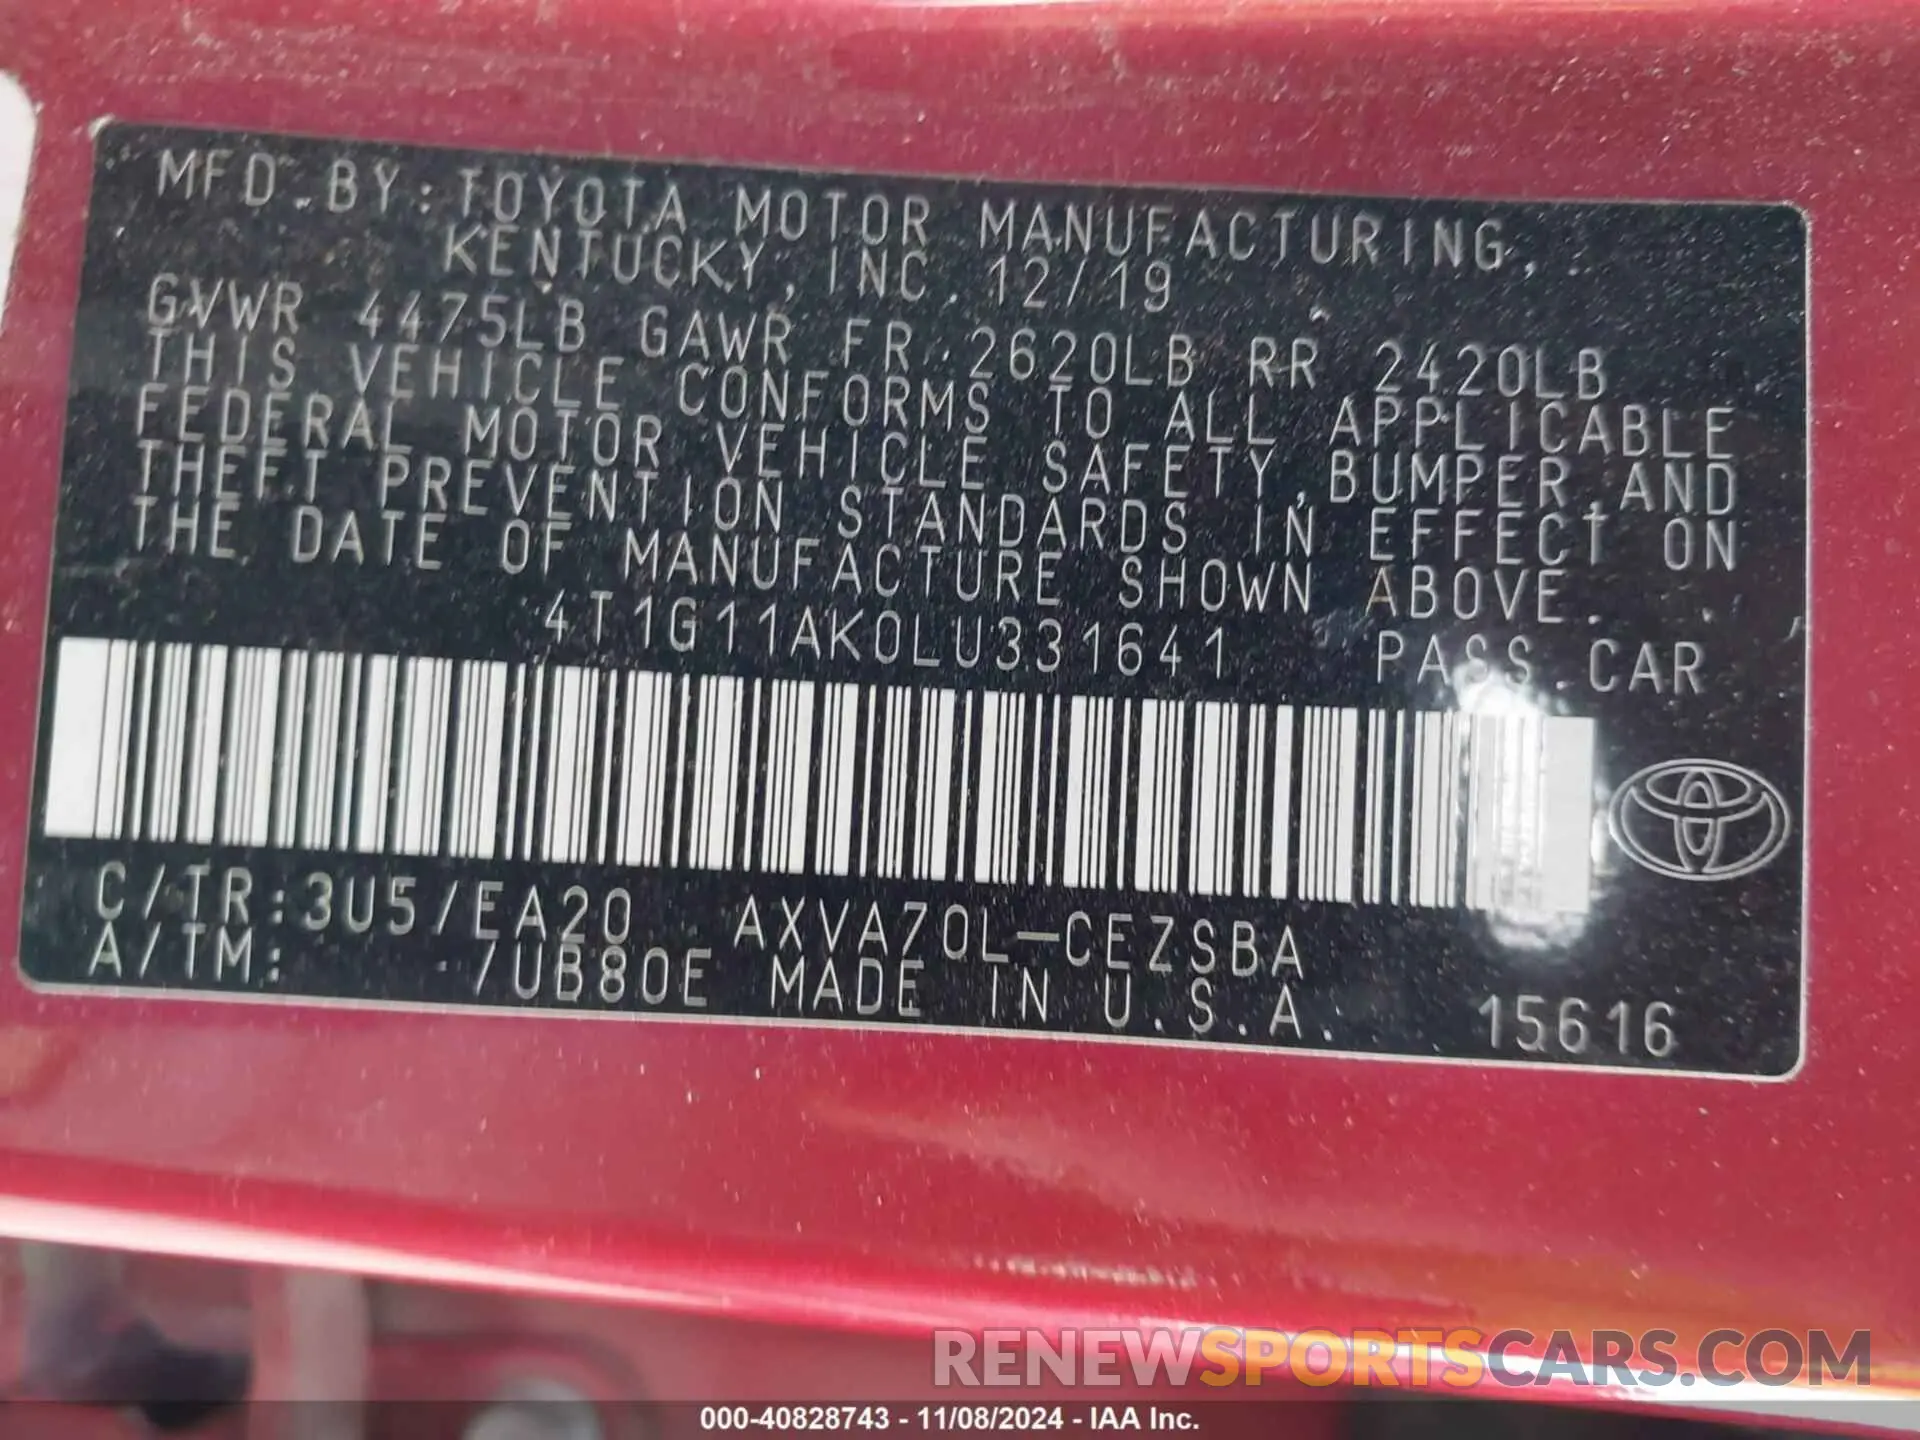 MFD.BY:TOYOTA MOTOR MANUFACTURING,
KENTUCKY, INC. 12/19
GVWR 4475LB GAWR FR.2620LB RR 2420LB
THIS VEHICLE CONFORMS TO ALL APPLICABLE
FEDERAL MOTOR VEHICLE SAFETY,BUMPER,AND
THEFT PREVENTION STANDARDS IN EFFECT ON
THE DATE OF MANUFACTURE SHOWN ABOVE.
4T1G11AK0LU331641 PASS.CAR
C/TR:3U5/EA20 AXVA70L-CEZSBA
A/TM: -/UB80E MADE IN U.S.A. 15616
RENEWSPORTSCARS.COM
000-40828743 - 11/08/2024 - IAA Inc.